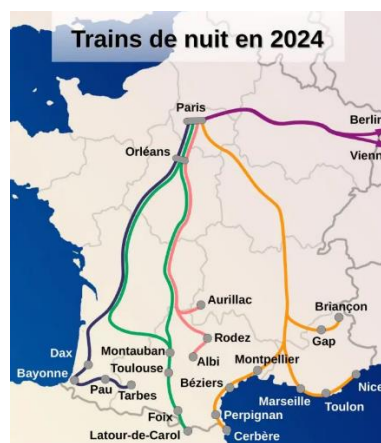 Trains de nuit en 2024
Paris
Berlin
Orléans
Vienn
Aurillac
Briançon
Rodez
Gap
Dax
Montauban
Albi
Montpellier
Bayonne
Toulouse
Béziers
Nice
Pau
Tarbes
Marseille
Toulon
Foix
Perpignan
Latour-de-Carol
Cerbère